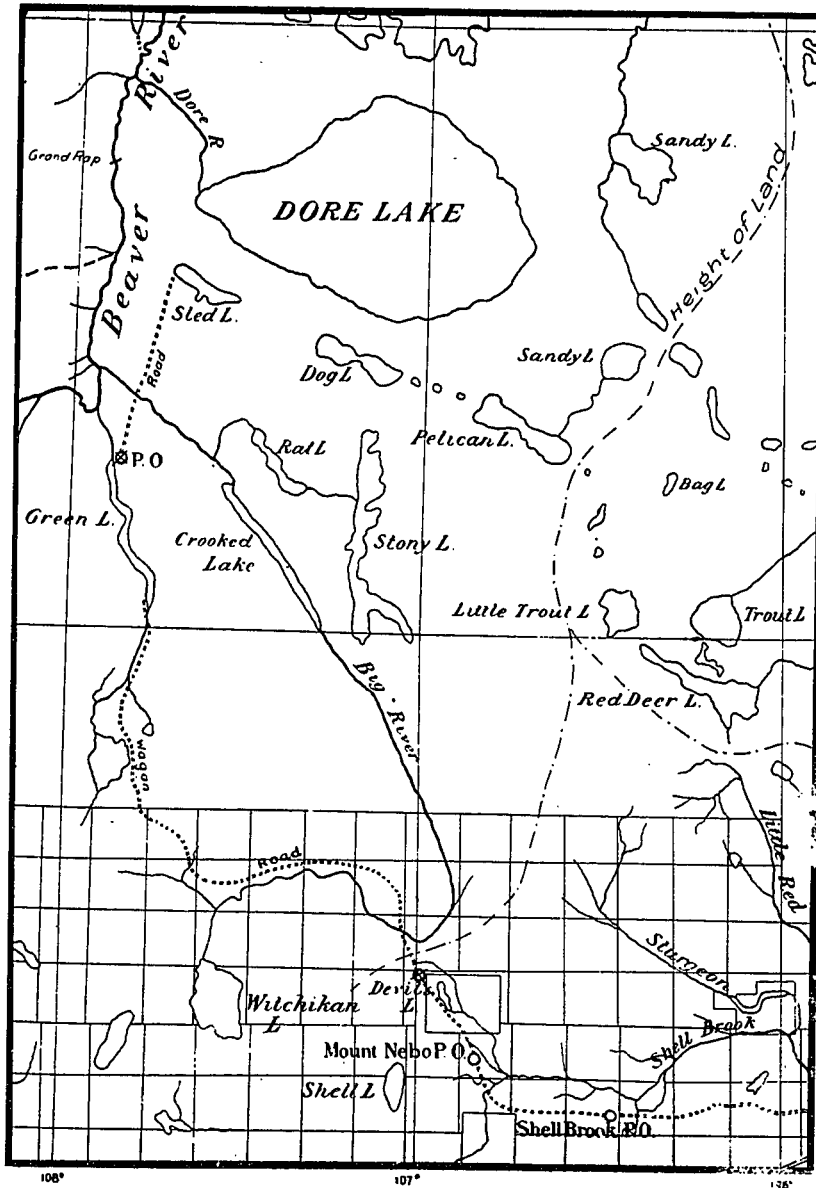 River
Dore R
Grand Rap
Sandy L.
DORE LAKE
Height of Land
Beaver
Sled L.
Road
Dog L
Sandy L
Pelican L.
Rat L
P.O
Bag L
Green L.
Crooked
Lake
Stony L.
Little Trout L
Trout L
Big River
Red Deer L.
Wagon
Road
Little Red
Sturgeon
Devils
L
Witchikan
L
Shell Brook
Mount Nebo P.O.
Shell L
Shell Brook P.O.
108°
107°